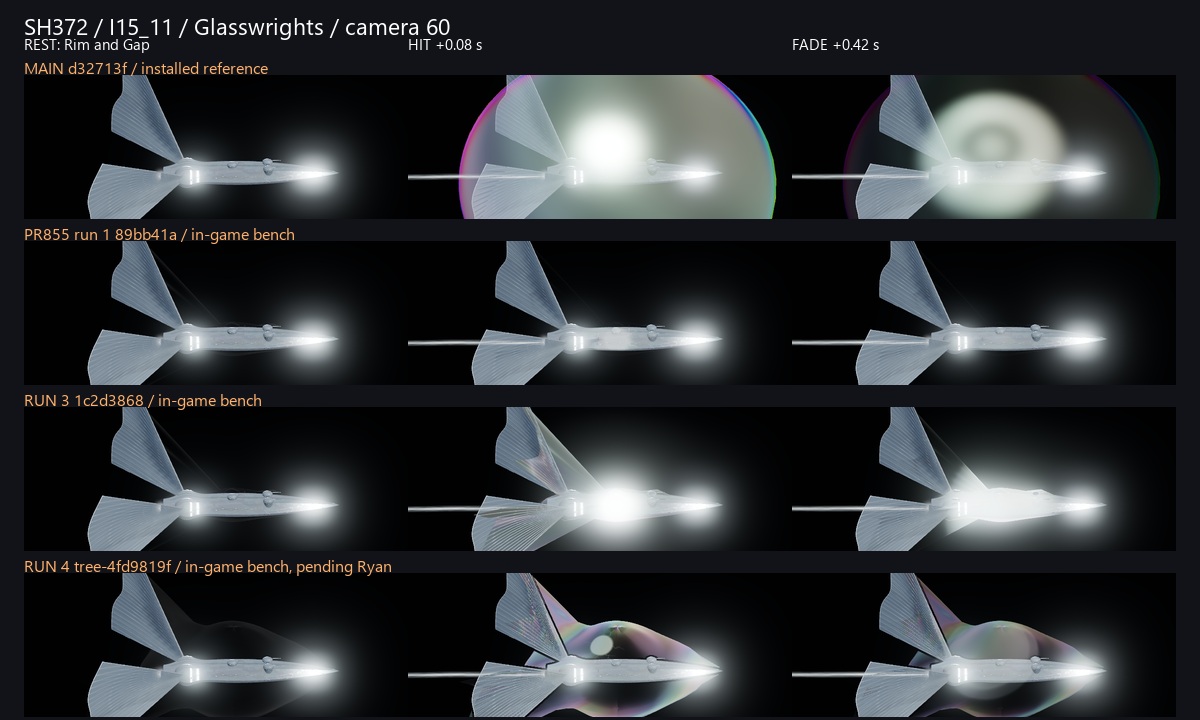 SH372 / I15_11 / Glasswrights / camera 60
REST: Rim and Gap
HIT +0.08 s
FADE +0.42 s
MAIN d32713f / installed reference
PR855 run 1 89bb41a / in-game bench
RUN 3 1c2d3868 / in-game bench
RUN 4 tree-4fd9819f / in-game bench, pending Ryan